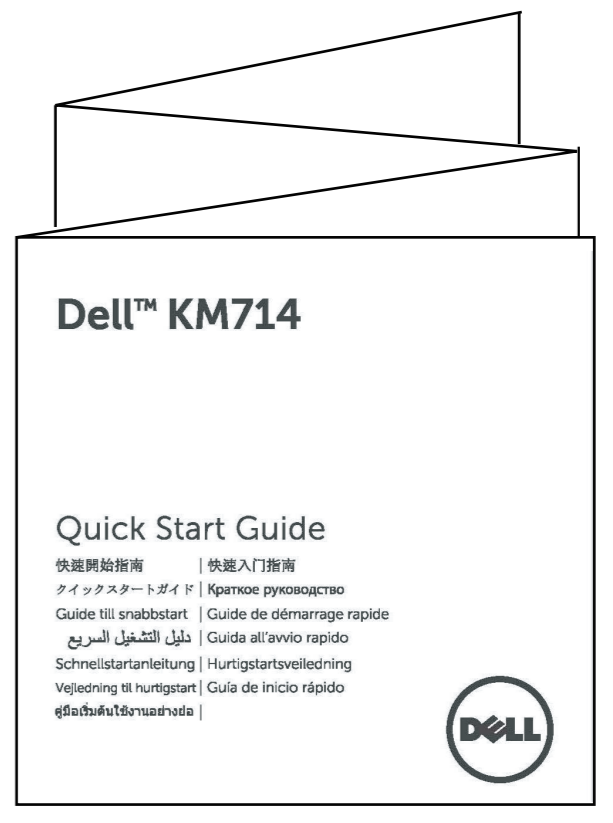 Dell™ KM714
Quick Start Guide
快速開始指南 | 快速入门指南
クイックスタートガイド | Краткое руководство
Guide till snabbstart | Guide de démarrage rapide
دليل التشغيل السريع | Guida all'avvio rapido
Schnellstartanleitung | Hurtigstartsveiledning
Vejledning til hurtigstart | Guía de inicio rápido
คู่มือเริ่มต้นใช้งานอย่างย่อ |
DELL